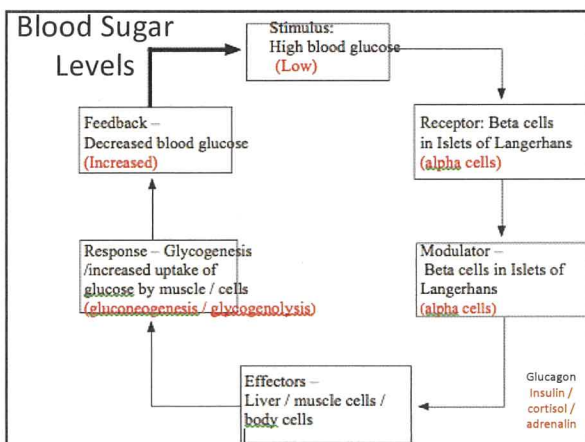 Blood Sugar
Levels
Stimulus:
High blood glucose
(Low)
Receptor: Beta cells
in Islets of Langerhans
(alpha cells)
Modulator –
Beta cells in Islets of
Langerhans
(alpha cells)
Glucagon
Insulin /
cortisol /
adrenalin
Effectors –
Liver / muscle cells /
body cells
Response – Glycogenesis
/increased uptake of
glucose by muscle / cells
(gluconeogenesis / glycogenolysis)
Feedback –
Decreased blood glucose
(Increased)